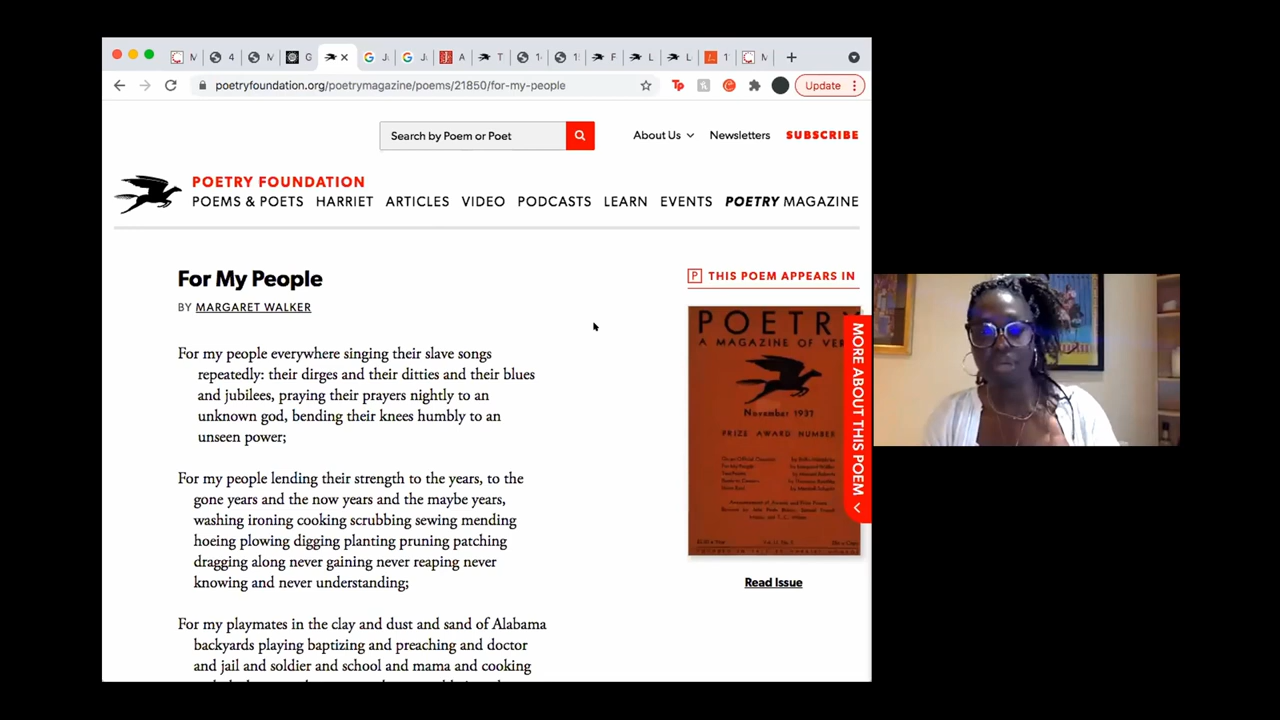 M
4
M
G
J
J
A
T
1
1
F
L
L
1
M
poetryfoundation.org/poetrymagazine/poems/21850/for-my-people
Tp
Update
Search by Poem or Poet
About Us
Newsletters
SUBSCRIBE
POETRY FOUNDATION
POEMS & POETS HARRIET ARTICLES VIDEO PODCASTS LEARN EVENTS POETRY MAGAZINE
For My People
BY MARGARET WALKER
For my people everywhere singing their slave songs
repeatedly: their dirges and their ditties and their blues
and jubilees, praying their prayers nightly to an
unknown god, bending their knees humbly to an
unseen power;
For my people lending their strength to the years, to the
gone years and the now years and the maybe years,
washing ironing cooking scrubbing sewing mending
hoeing plowing digging planting pruning patching
dragging along never gaining never reaping never
knowing and never understanding;
For my playmates in the clay and dust and sand of Alabama
backyards playing baptizing and preaching and doctor
and jail and soldier and school and mama and cooking
P THIS POEM APPEARS IN
POETRY
A MAGAZINE OF VER
November 1937
PRIZE AWARD NUMBER
Read Issue
MORE ABOUT THIS POEM